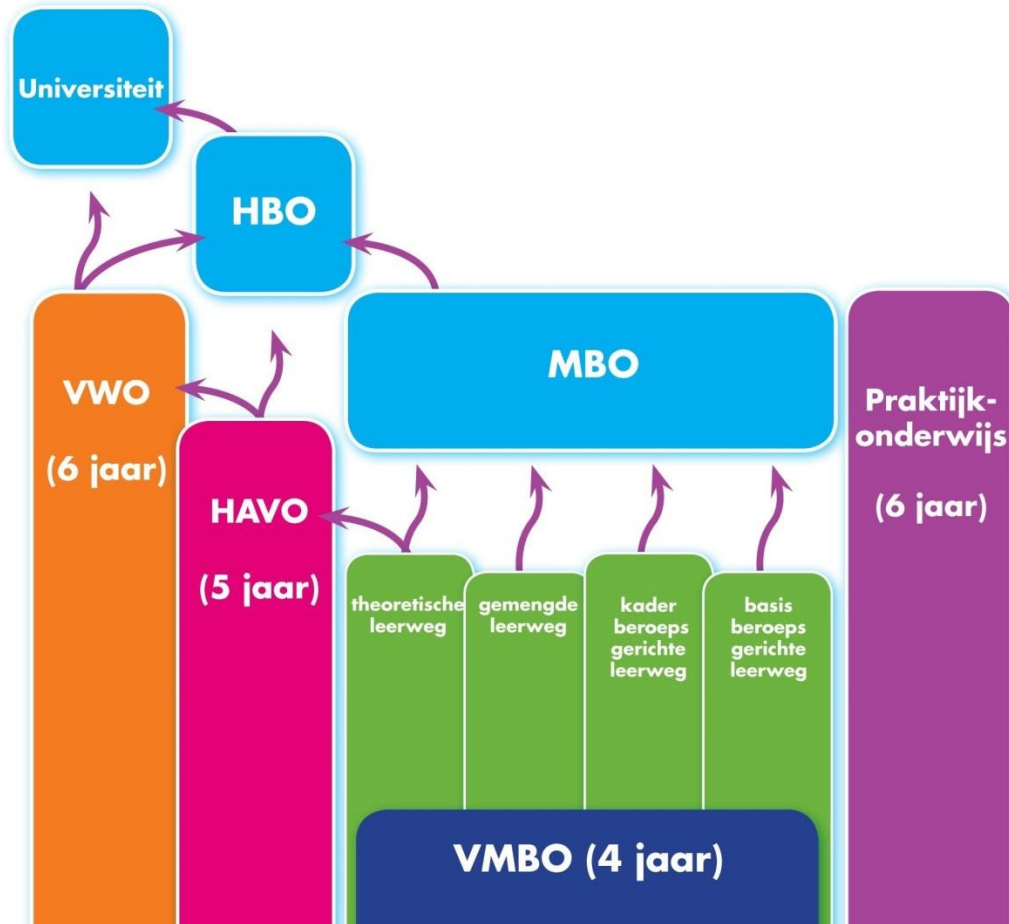 Universiteit
HBO
MBO
VWO
(6 jaar)
HAVO
(5 jaar)
theoretische
leerweg
gemengde
leerweg
kader
beroeps
gerichte
leerweg
basis
beroeps
gerichte
leerweg
VMBO (4 jaar)
Praktijk-
onderwijs
(6 jaar)